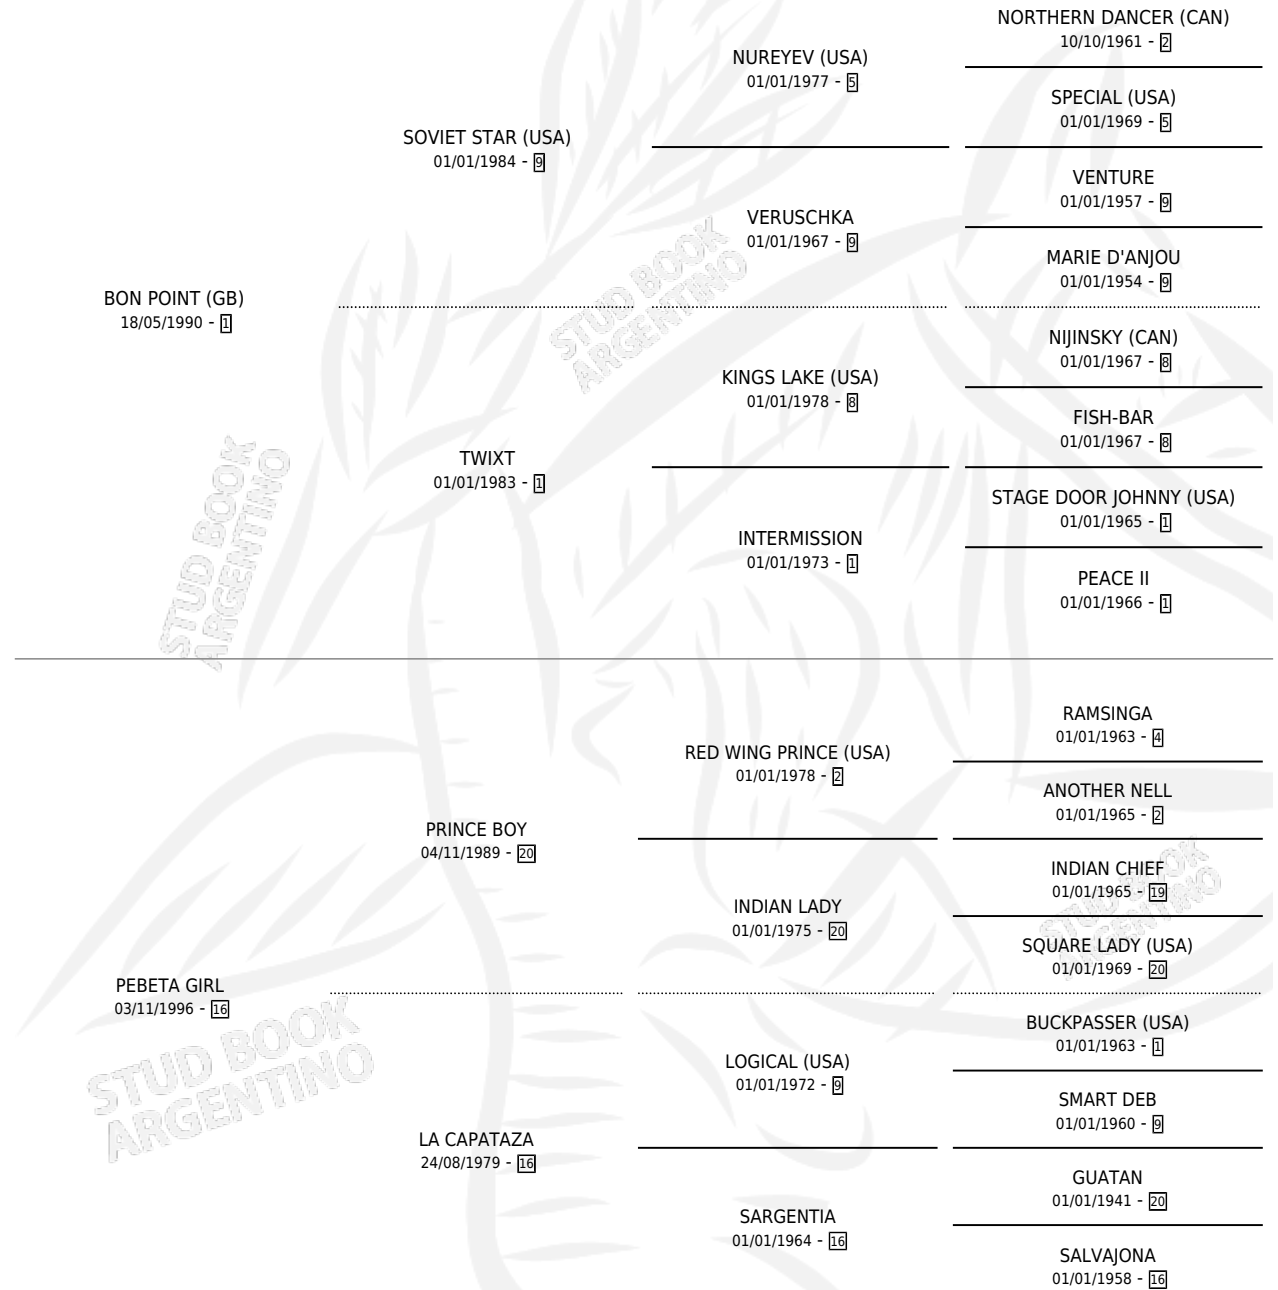 NORTHERN DANCER (CAN)
10/10/1961 - 2
NUREYEV (USA)
01/01/1977 - 5
SPECIAL (USA)
01/01/1969 - 5
SOVIET STAR (USA)
01/01/1984 - 9
VENTURE
01/01/1957 - 9
VERUSCHKA
01/01/1967 - 9
MARIE D'ANJOU
01/01/1954 - 9
BON POINT (GB)
18/05/1990 - 1
STUD BOOK
ARGENTINO
NIJINSKY (CAN)
01/01/1967 - 8
KINGS LAKE (USA)
01/01/1978 - 8
FISH-BAR
01/01/1967 - 8
TWIXT
01/01/1983 - 1
STAGE DOOR JOHNNY (USA)
01/01/1965 - 1
INTERMISSION
01/01/1973 - 1
PEACE II
01/01/1966 - 1
STUD BOOK
ARGENTINO
RAMSINGA
01/01/1963 - 4
RED WING PRINCE (USA)
01/01/1978 - 2
ANOTHER NELL
01/01/1965 - 2
PRINCE BOY
04/11/1989 - 20
INDIAN CHIEF
01/01/1965 - 19
INDIAN LADY
01/01/1975 - 20
SQUARE LADY (USA)
01/01/1969 - 20
STUD BOOK
ARGENTINO
PEBETA GIRL
03/11/1996 - 16
BUCKPASSER (USA)
01/01/1963 - 1
LOGICAL (USA)
01/01/1972 - 9
SMART DEB
01/01/1960 - 9
STUD BOOK
ARGENTINO
LA CAPATAZA
24/08/1979 - 16
GUATAN
01/01/1941 - 20
SARGENTIA
01/01/1964 - 16
SALVAJONA
01/01/1958 - 16